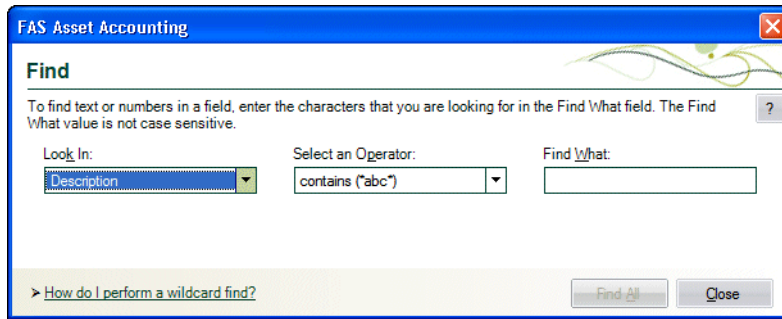 FAS Asset Accounting
Find
To find text or numbers in a field, enter the characters that you are looking for in the Find What field. The Find
What value is not case sensitive.
?
Look In: Select an Operator: Find What:
Description contains ("abc")
➤ How do I perform a wildcard find? Find All Close